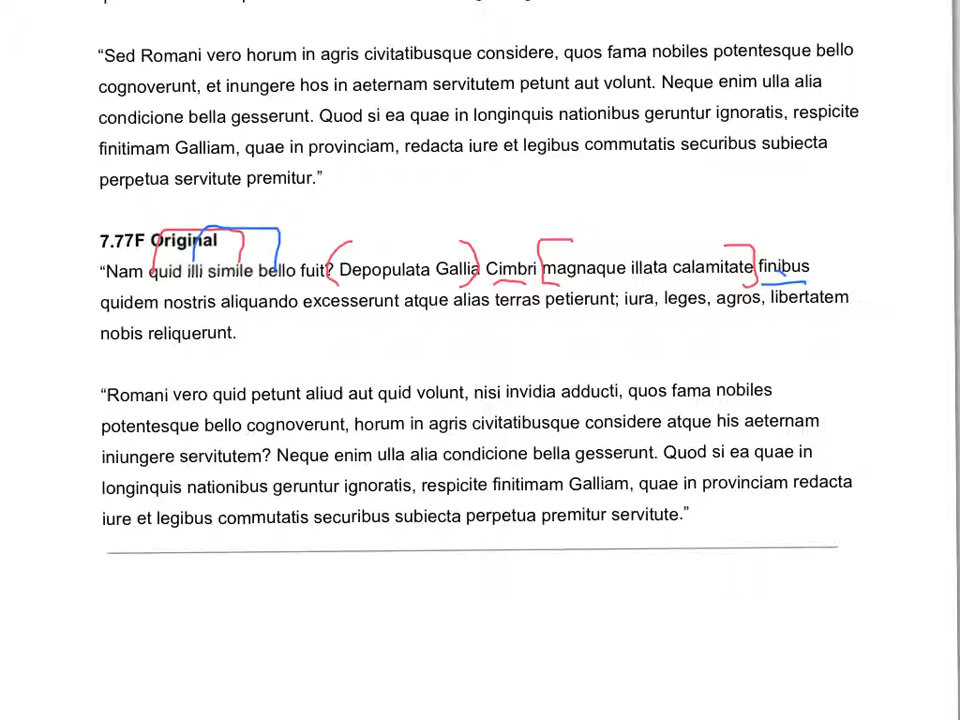 “Sed Romani vero horum in agris civitatibusque considere, quos fama nobiles potentesque bello
cognoverunt, et inungere hos in aeternam servitutem petunt aut volunt. Neque enim ulla alia
condicione bella gesserunt. Quod si ea quae in longinquis nationibus geruntur ignoratis, respicite
finitimam Galliam, quae in provinciam, redacta iure et legibus commutatis securibus subiecta
perpetua servitute premitur.”
7.77F Original
“Nam quid illi simile bello fuit? Depopulata Gallia Cimbri magnaque illata calamitate finibus
quidem nostris aliquando excesserunt atque alias terras petierunt; iura, leges, agros, libertatem
nobis reliquerunt.
“Romani vero quid petunt aliud aut quid volunt, nisi invidia adducti, quos fama nobiles
potentesque bello cognoverunt, horum in agris civitatibusque considere atque his aeternam
iniungere servitutem? Neque enim ulla alia condicione bella gesserunt. Quod si ea quae in
longinquis nationibus geruntur ignoratis, respicite finitimam Galliam, quae in provinciam redacta
iure et legibus commutatis securibus subiecta perpetua premitur servitute.”